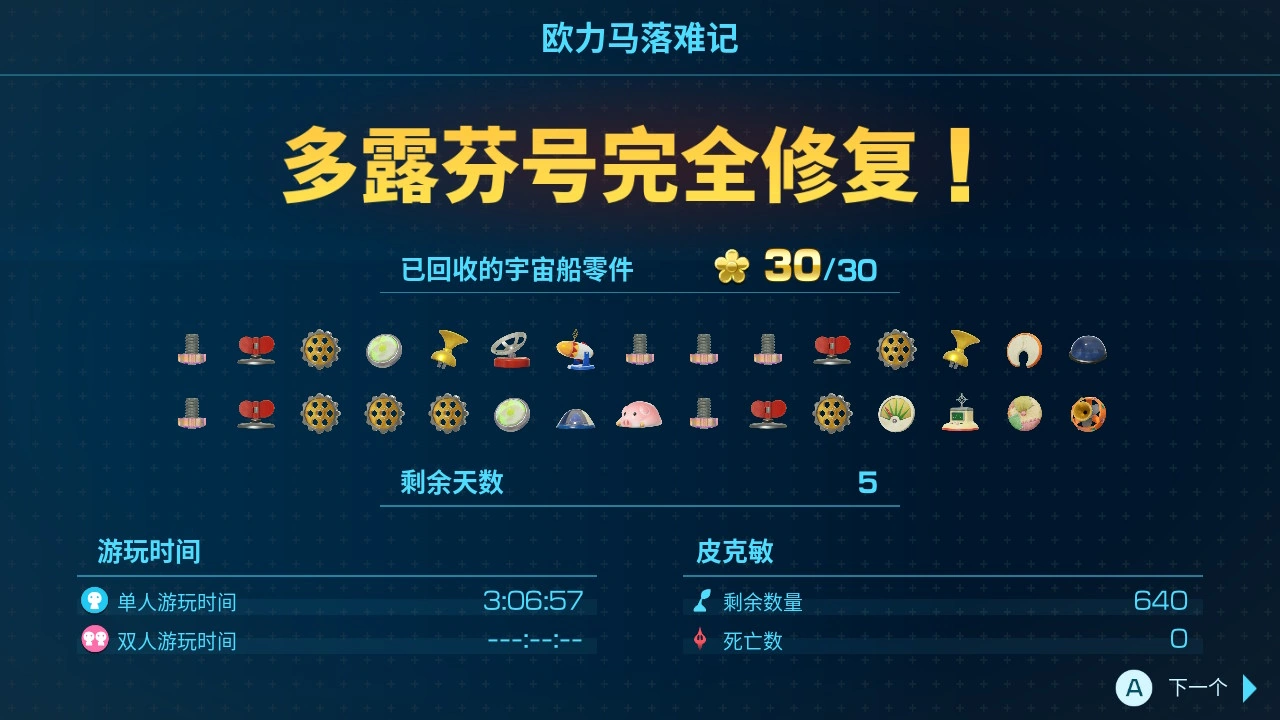 欧力马落难记
多露芬号完全修复！
已回收的宇宙船零件 30/30
剩余天数 5
游玩时间
单人游玩时间 3:06:57
双人游玩时间 ---:--:--
皮克敏
剩余数量 640
死亡数 0
A 下一个